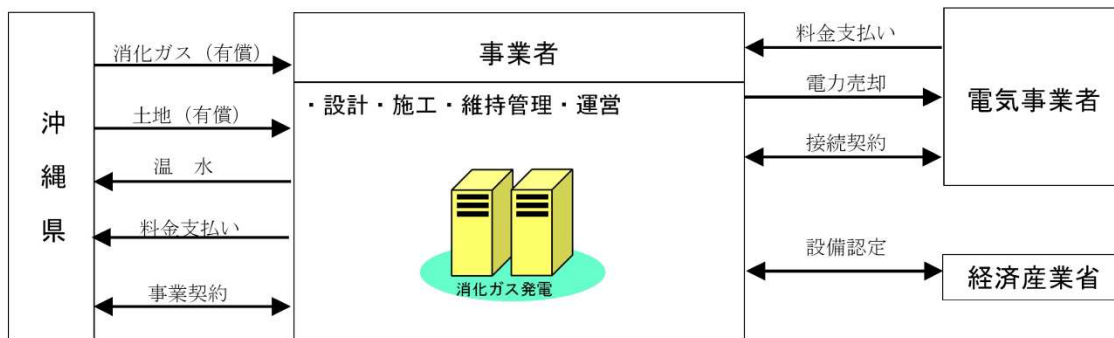 沖
縄
県
消化ガス（有償）
土地（有償）
温　水
料金支払い
事業契約
事業者
・設計・施工・維持管理・運営
消化ガス発電
料金支払い
電力売却
接続契約
設備認定
電気事業者
経済産業省